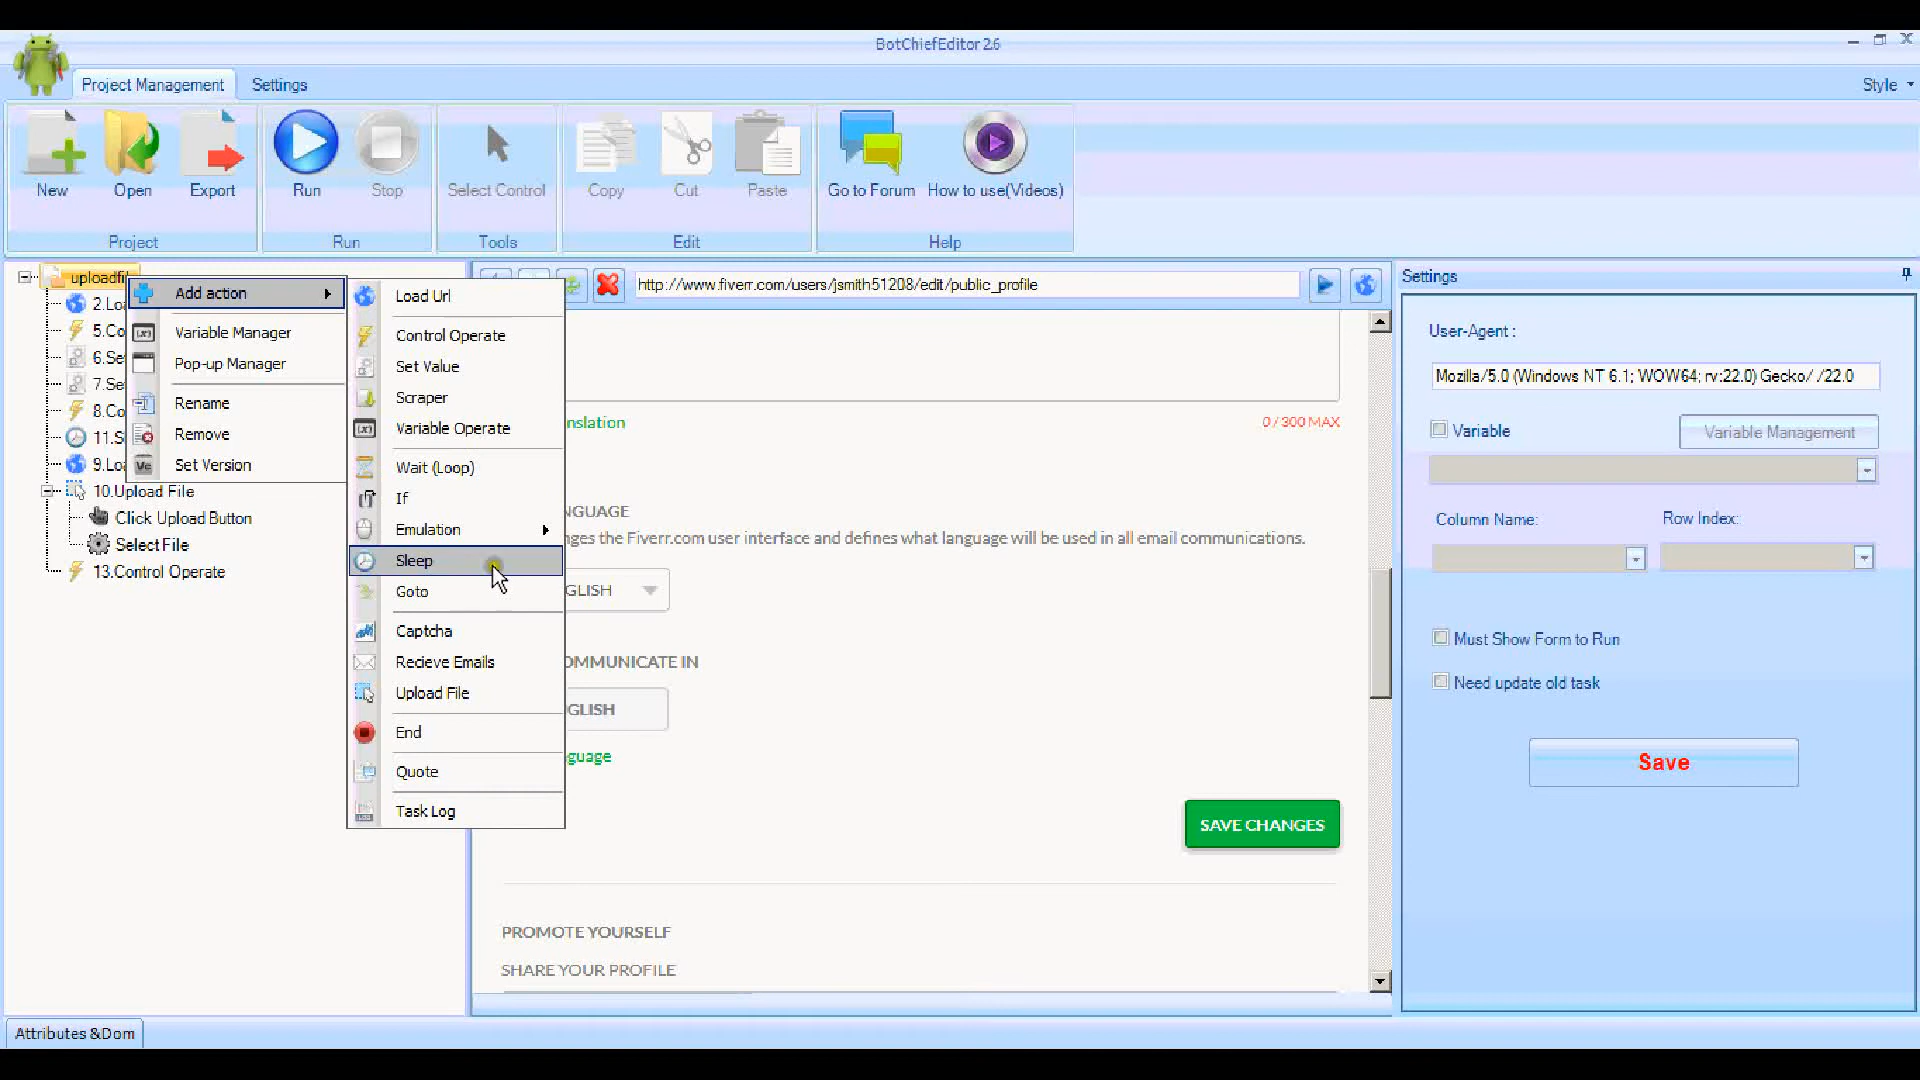 BotChiefEditor 2.6
Project Management
Settings
Style
New
Open
Export
Run
Stop
Select Control
Copy
Cut
Paste
Go to Forum
How to use(Videos)
Project
Run
Tools
Edit
Help
uploadfi
2.Loa
5.Co
6.Se
7.Se
8.Co
11.S
9.Loa
10.Upload File
Click Upload Button
Select File
13.Control Operate
Add action
Variable Manager
Pop-up Manager
Rename
Remove
Set Version
Load Url
Control Operate
Set Value
Scraper
Variable Operate
Wait (Loop)
If
Emulation
Sleep
Goto
Captcha
Recieve Emails
Upload File
End
Quote
Task Log
http://www.fiverr.com/users/jsmith51208/edit/public_profile
nslation
0 / 300 MAX
NGUAGE
nges the Fiverr.com user interface and defines what language will be used in all email communications.
GLISH
OMMUNICATE IN
GLISH
guage
SAVE CHANGES
PROMOTE YOURSELF
SHARE YOUR PROFILE
Settings
User-Agent :
Mozilla/5.0 (Windows NT 6.1; WOW64; rv:22.0) Gecko/ /22.0
Variable
Variable Management
Column Name:
Row Index:
Must Show Form to Run
Need update old task
Save
Attributes &Dom